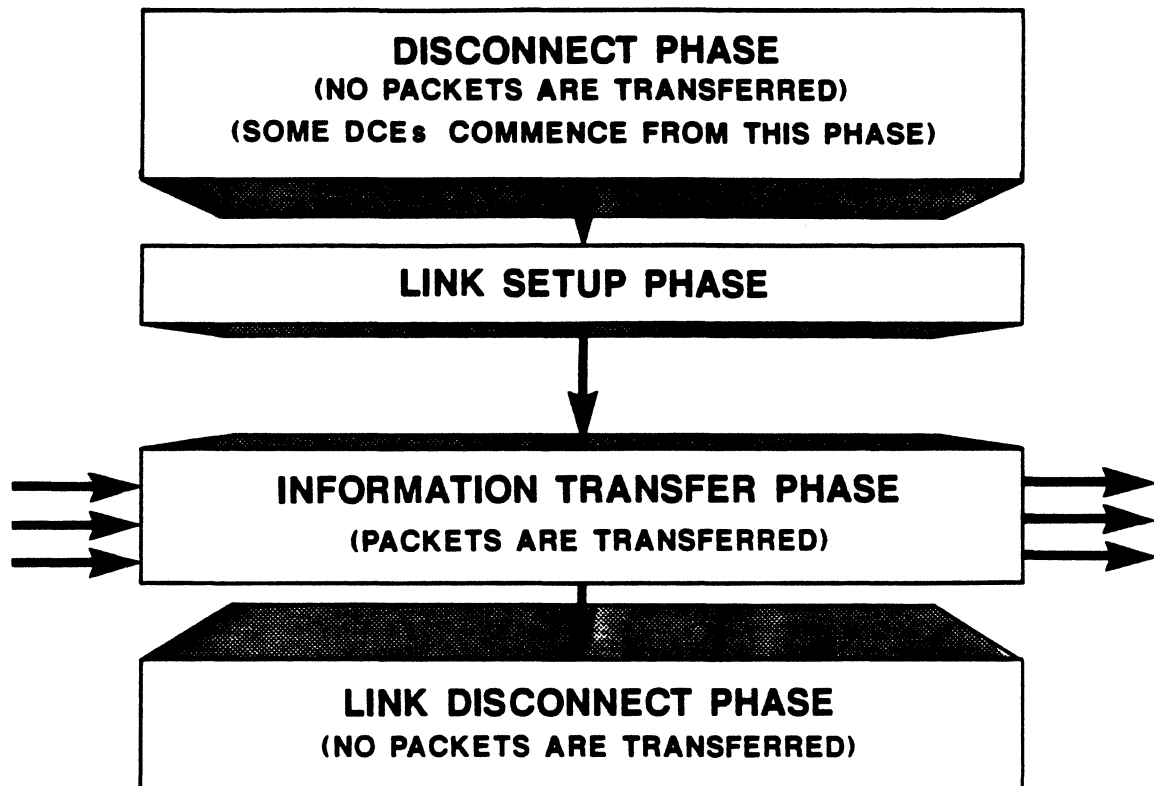 DISCONNECT PHASE
(NO PACKETS ARE TRANSFERRED)
(SOME DCEs COMMENCE FROM THIS PHASE)
LINK SETUP PHASE
INFORMATION TRANSFER PHASE
(PACKETS ARE TRANSFERRED)
LINK DISCONNECT PHASE
(NO PACKETS ARE TRANSFERRED)